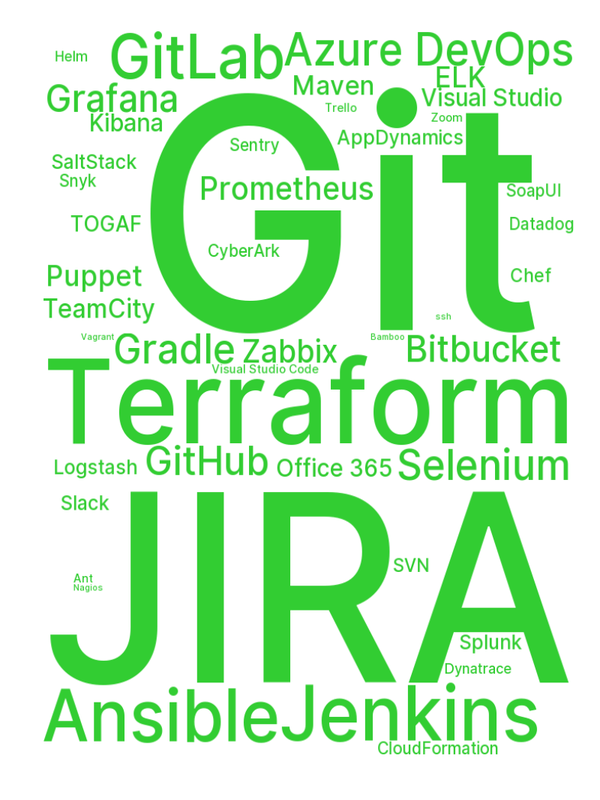 GitLab
Azure DevOps
Helm
ELK
Maven
Grafana
Visual Studio
Trello
Kibana
Zoom
AppDynamics
Git
Sentry
SaltStack
Snyk
Prometheus
SoapUI
TOGAF
Datadog
CyberArk
Puppet
Chef
TeamCity
ssh
Vagrant
Bamboo
Gradle
Zabbix
Bitbucket
Visual Studio Code
Terraform
Logstash
GitHub
Office 365
Selenium
Slack
JIRA
SVN
Ant
Nagios
Splunk
Dynatrace
Ansible
Jenkins
CloudFormation